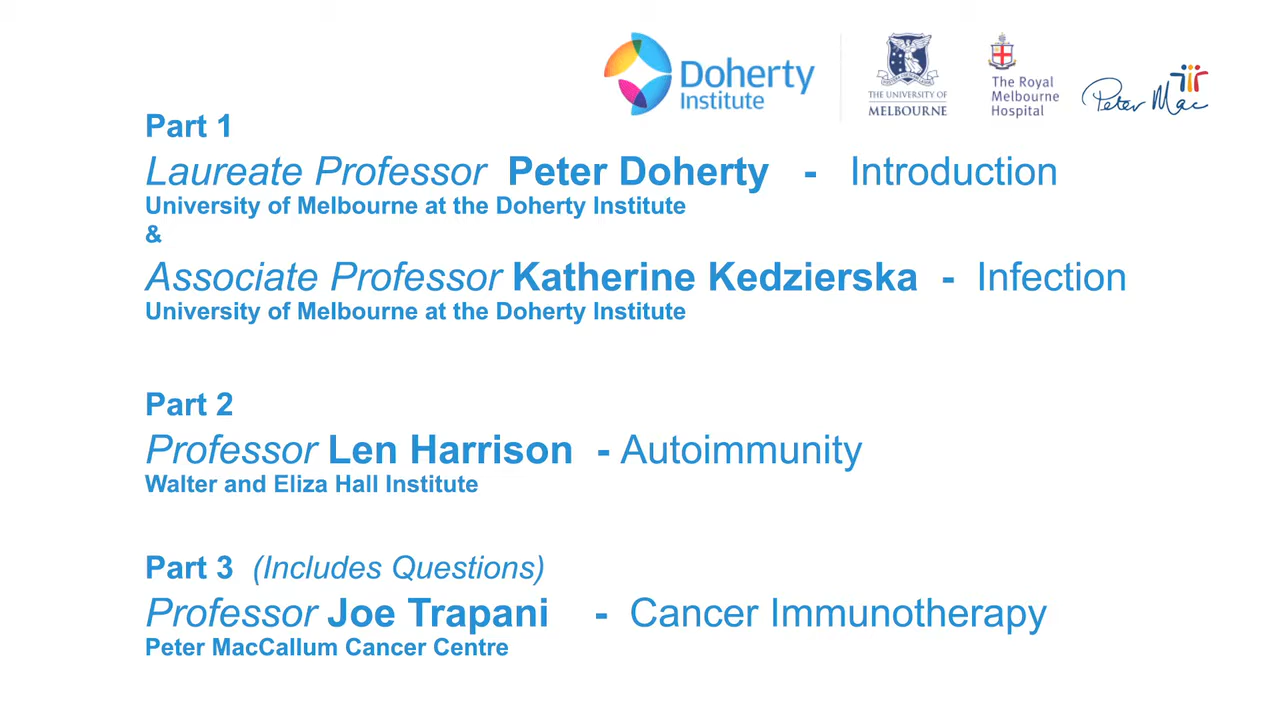 Doherty
Institute
THE UNIVERSITY OF
MELBOURNE
The Royal
Melbourne
Hospital
Peter Mac
Part 1
Laureate Professor Peter Doherty - Introduction
University of Melbourne at the Doherty Institute
&
Associate Professor Katherine Kedzierska - Infection
University of Melbourne at the Doherty Institute
Part 2
Professor Len Harrison - Autoimmunity
Walter and Eliza Hall Institute
Part 3 (Includes Questions)
Professor Joe Trapani - Cancer Immunotherapy
Peter MacCallum Cancer Centre